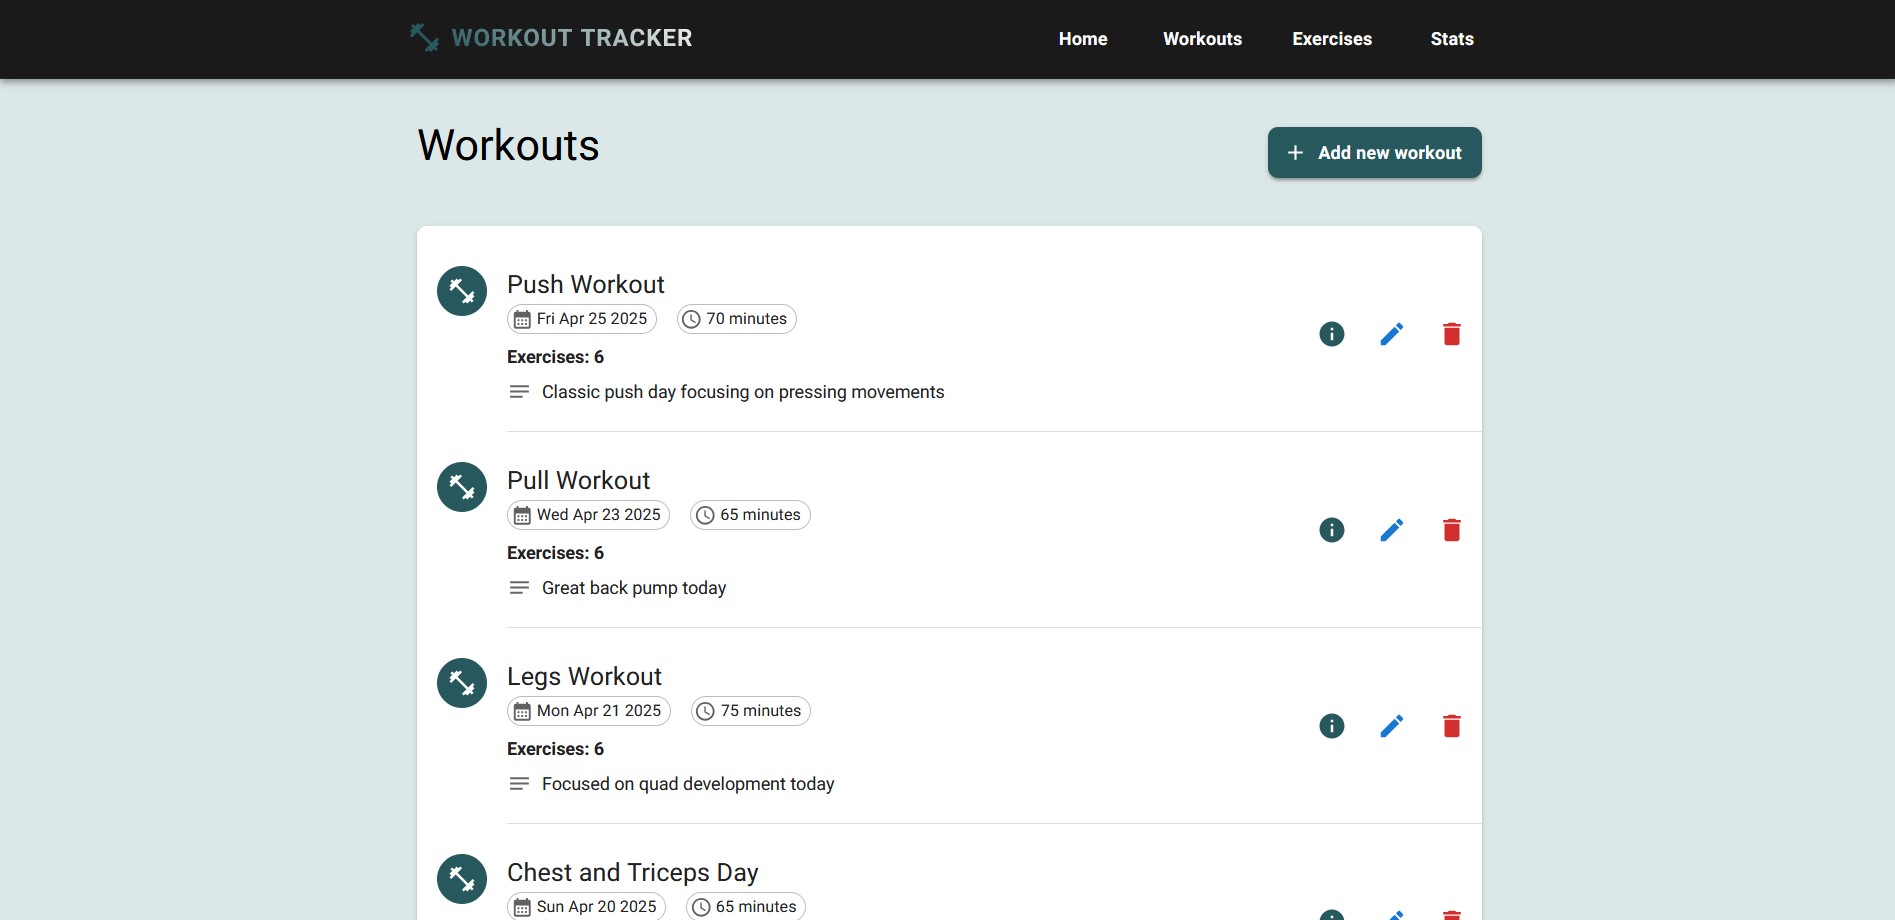 WORKOUT TRACKER
Home Workouts Exercises Stats
Workouts
Add new workout
Push Workout
Fri Apr 25 2025 70 minutes
Exercises: 6
Classic push day focusing on pressing movements
Pull Workout
Wed Apr 23 2025 65 minutes
Exercises: 6
Great back pump today
Legs Workout
Mon Apr 21 2025 75 minutes
Exercises: 6
Focused on quad development today
Chest and Triceps Day
Sun Apr 20 2025 65 minutes